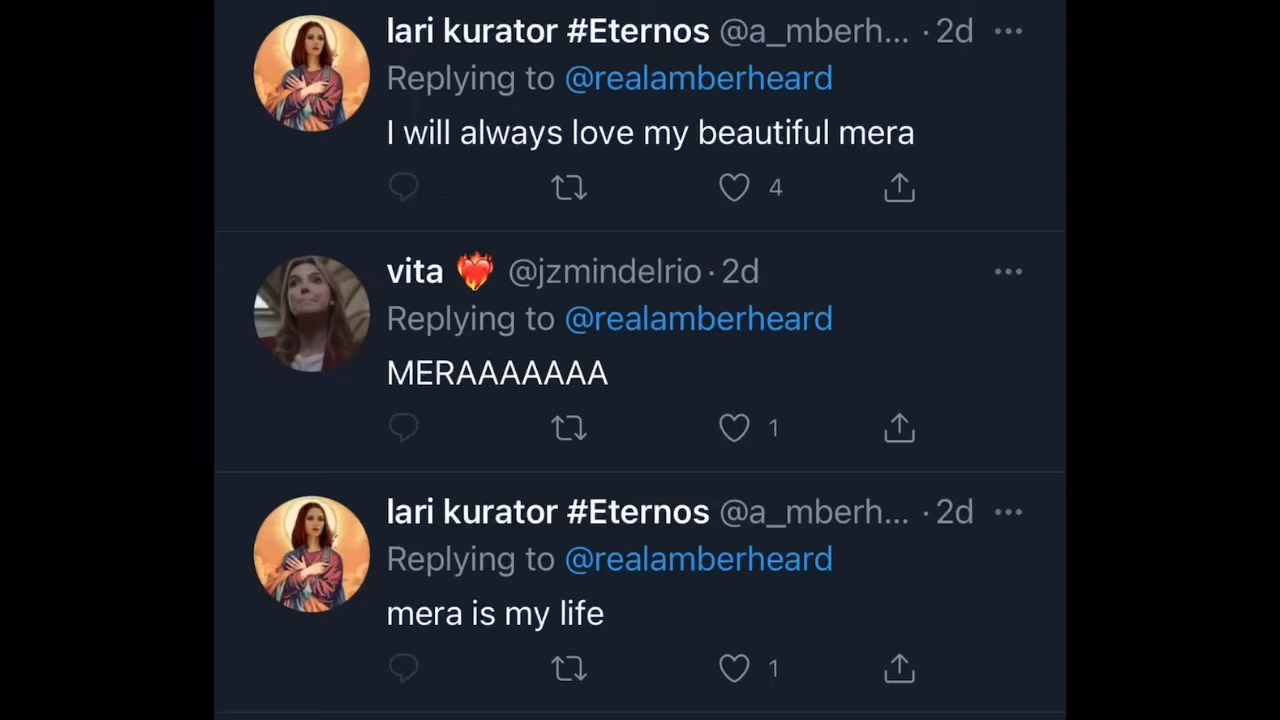 lari kurator #Eternos @a_mberh... · 2d
Replying to @realamberheard
I will always love my beautiful mera
4
vita ❤️‍🔥 @jzmindelrio · 2d
Replying to @realamberheard
MERAAAAAAA
1
lari kurator #Eternos @a_mberh... · 2d
Replying to @realamberheard
mera is my life
1